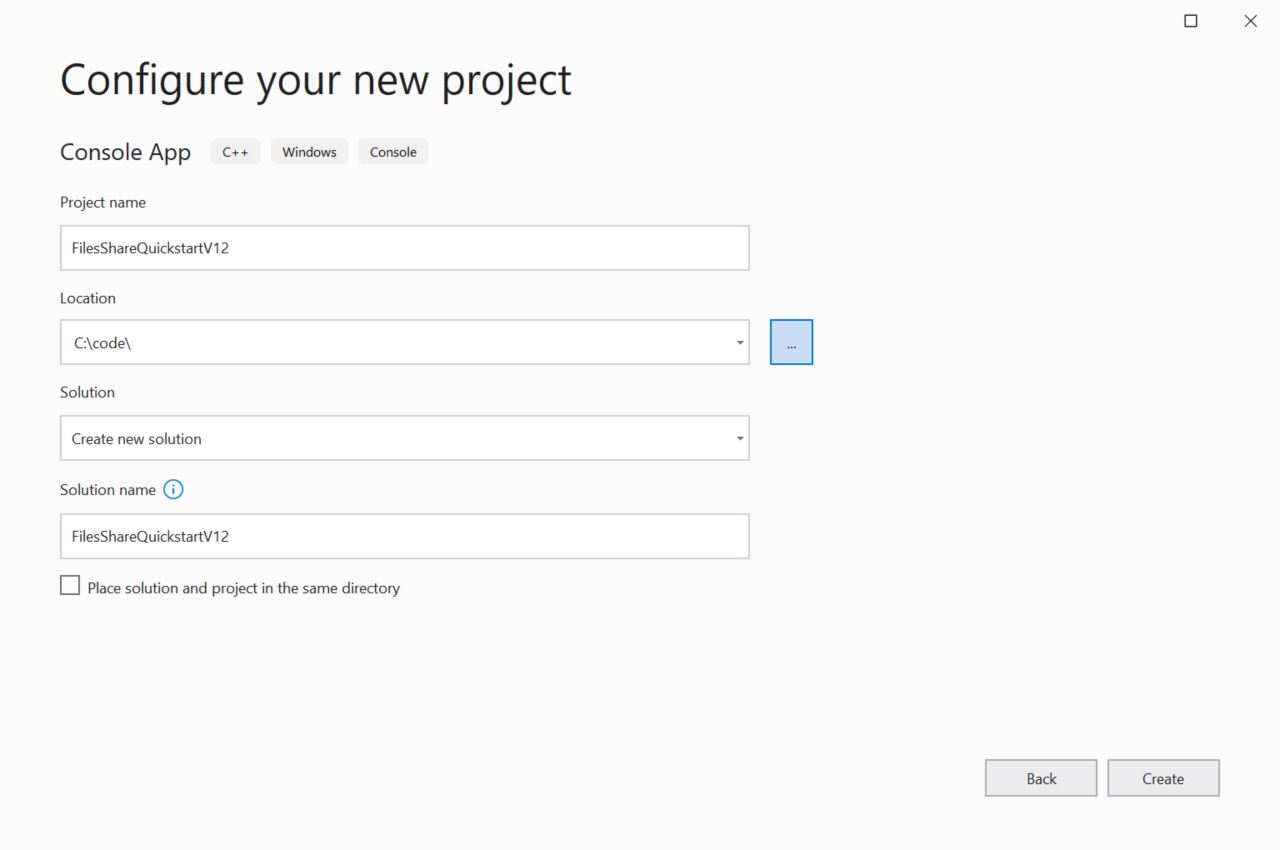 Configure your new project
Console App C++ Windows Console
Project name
FilesShareQuickstartV12
Location
C:\code\
...
Solution
Create new solution
Solution name
FilesShareQuickstartV12
Place solution and project in the same directory
Back Create